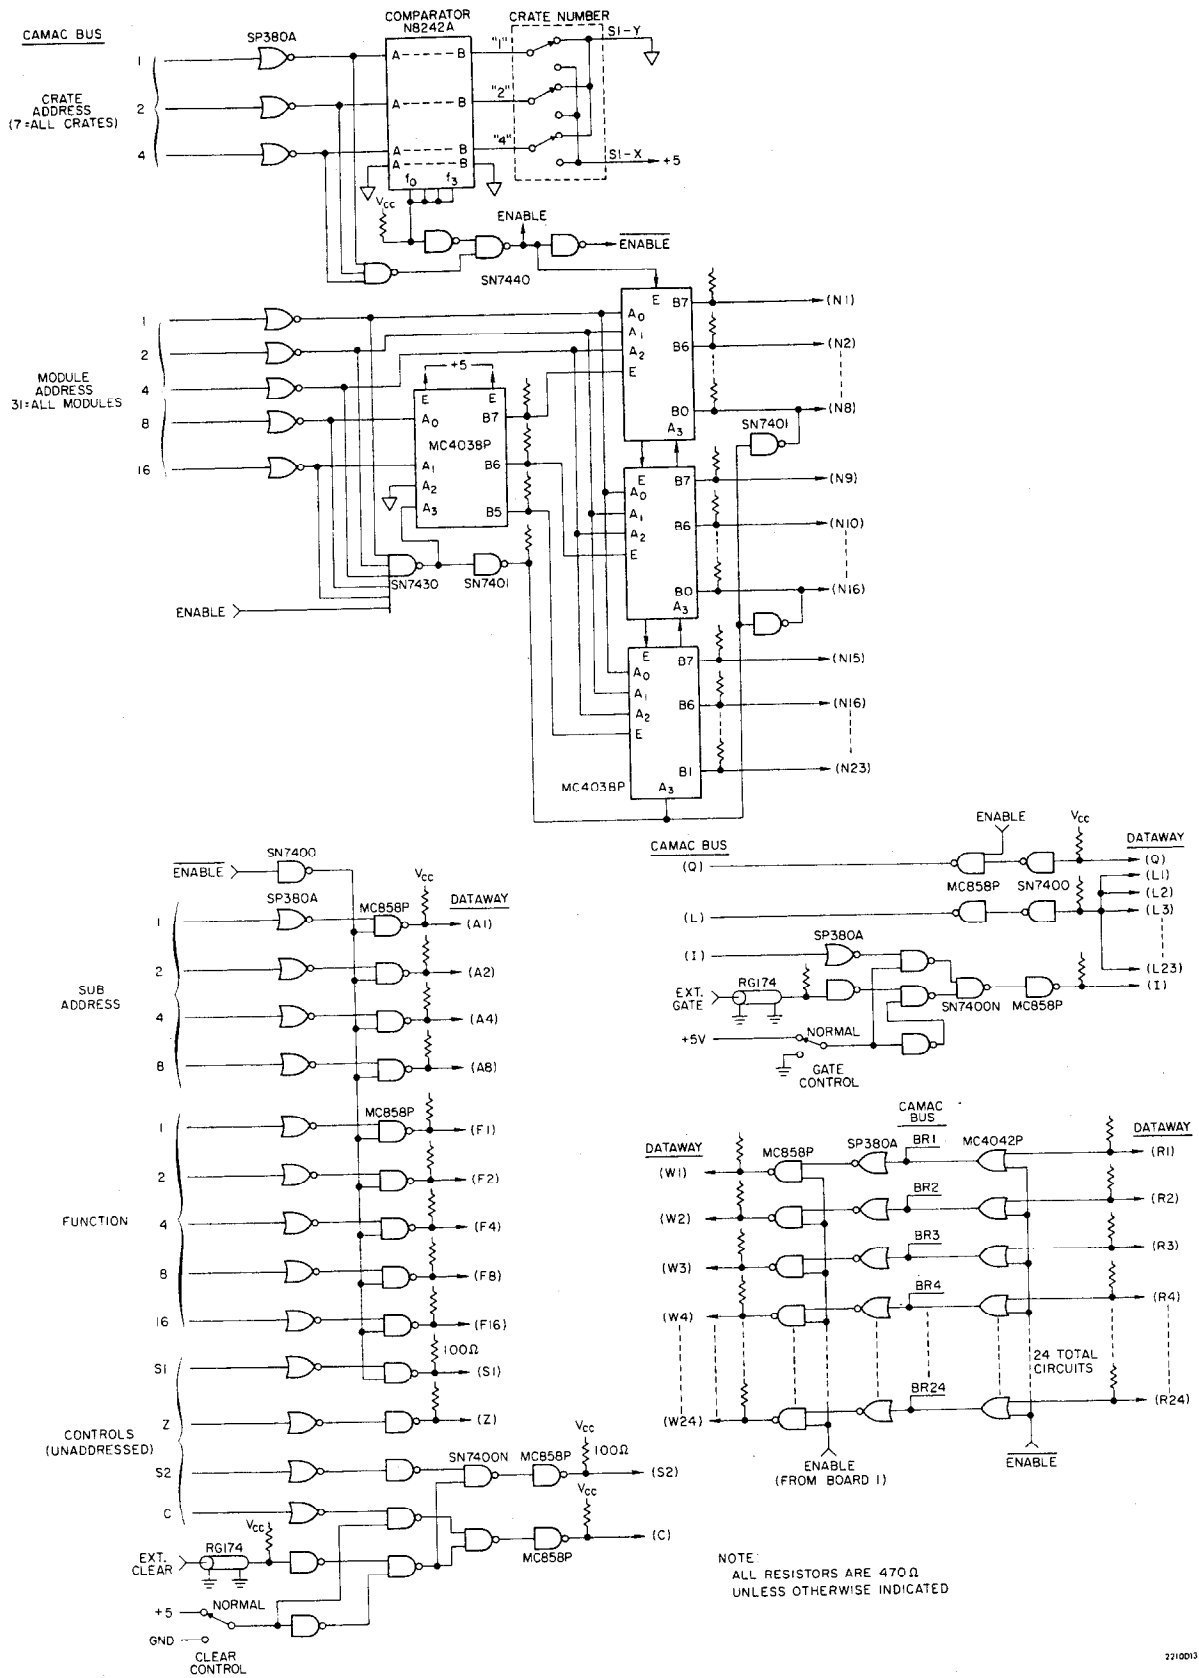 COMPARATOR
N8242A
CRATE NUMBER
CAMAC BUS
SP380A
"1"
S1-Y
1
A
B
CRATE
ADDRESS
(7=ALL CRATES)
2
A
B
"2"
4
A
B
"4"
A
B
S1-X
+5
f0
f3
VCC
ENABLE
ENABLE
SN7440
E
B7
(N1)
1
A0
2
A1
B6
(N2)
A2
MODULE
ADDRESS
31=ALL MODULES
4
+5
E
E
E
8
A0
B7
B0
(N8)
MC4038P
A3
SN7401
16
A1
B6
A2
E
B7
(N9)
A3
B5
A0
A1
B6
(N10)
A2
E
SN7430
SN7401
B0
(N16)
ENABLE
A3
E
B7
(N15)
A0
A1
B6
(N16)
A2
E
B1
(N23)
MC4038P
A3
SN7400
ENABLE
SP380A
MC858P
VCC
DATAWAY
1
(A1)
2
(A2)
SUB
ADDRESS
4
(A4)
8
(A8)
MC858P
1
(F1)
2
(F2)
FUNCTION
4
(F4)
8
(F8)
16
(F16)
100Ω
S1
(S1)
Z
(Z)
CONTROLS
(UNADDRESSED)
S2
SN7400N
MC858P
VCC
100Ω
(S2)
VCC
C
(C)
VCC
MC858P
EXT.
CLEAR
RG174
+5
NORMAL
GND
CLEAR
CONTROL
ENABLE
VCC
CAMAC BUS
DATAWAY
(Q)
(Q)
MC858P
SN7400
(L1)
(L2)
(L)
(L3)
SP380A
(I)
(L23)
EXT.
GATE
RG174
SN7400N
MC858P
(I)
+5V
NORMAL
GATE
CONTROL
DATAWAY
MC858P
SP380A
CAMAC
BUS
MC4042P
DATAWAY
(W1)
BR1
(R1)
(W2)
BR2
(R2)
(W3)
BR3
(R3)
(W4)
BR4
(R4)
24 TOTAL
CIRCUITS
(W24)
BR24
(R24)
ENABLE
(FROM BOARD 1)
ENABLE
NOTE:
ALL RESISTORS ARE 470Ω
UNLESS OTHERWISE INDICATED
2210D13